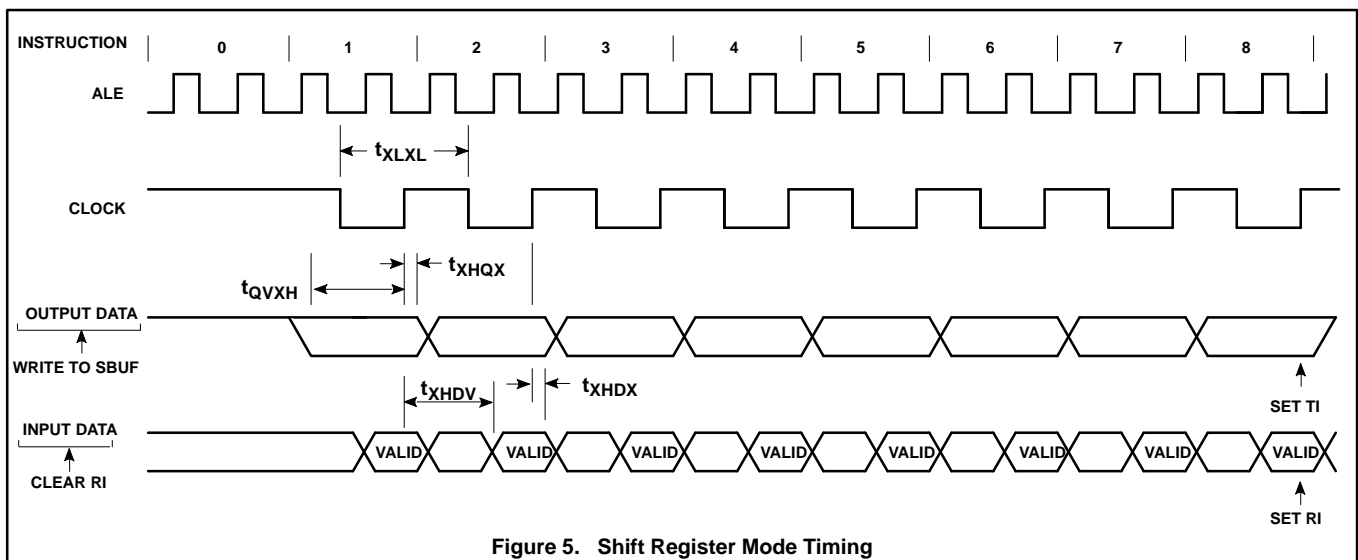 INSTRUCTION 0 1 2 3 4 5 6 7 8
ALE
tXLXL
CLOCK
tXHQX
tQVXH
OUTPUT DATA
WRITE TO SBUF
tXHDV tXHDX
SET TI
INPUT DATA VALID VALID VALID VALID VALID VALID VALID VALID
CLEAR RI
SET RI
Figure 5. Shift Register Mode Timing